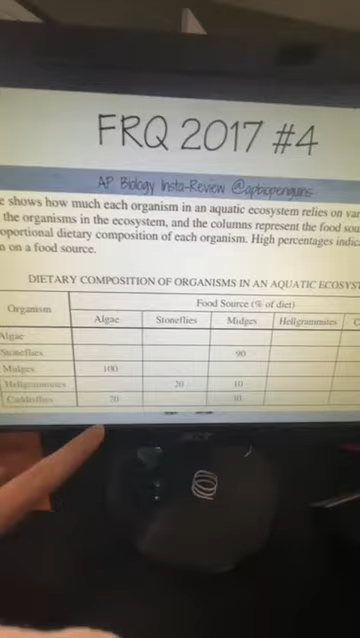 FRQ 2017 #4
AP Biology Insta-Review @apbiopenguins
e shows how much each organism in an aquatic ecosystem relies on var
the organisms in the ecosystem, and the columns represent the food sou
oportional dietary composition of each organism. High percentages indic
n on a food source.
DIETARY COMPOSITION OF ORGANISMS IN AN AQUATIC ECOSYST
Organism Food Source (% of diet)
Algae Stoneflies Midges Hellgrammites C
Algae
Stoneflies 90
Midges 100
Hellgrammites 20 10
Caddisflies 70 30
acer